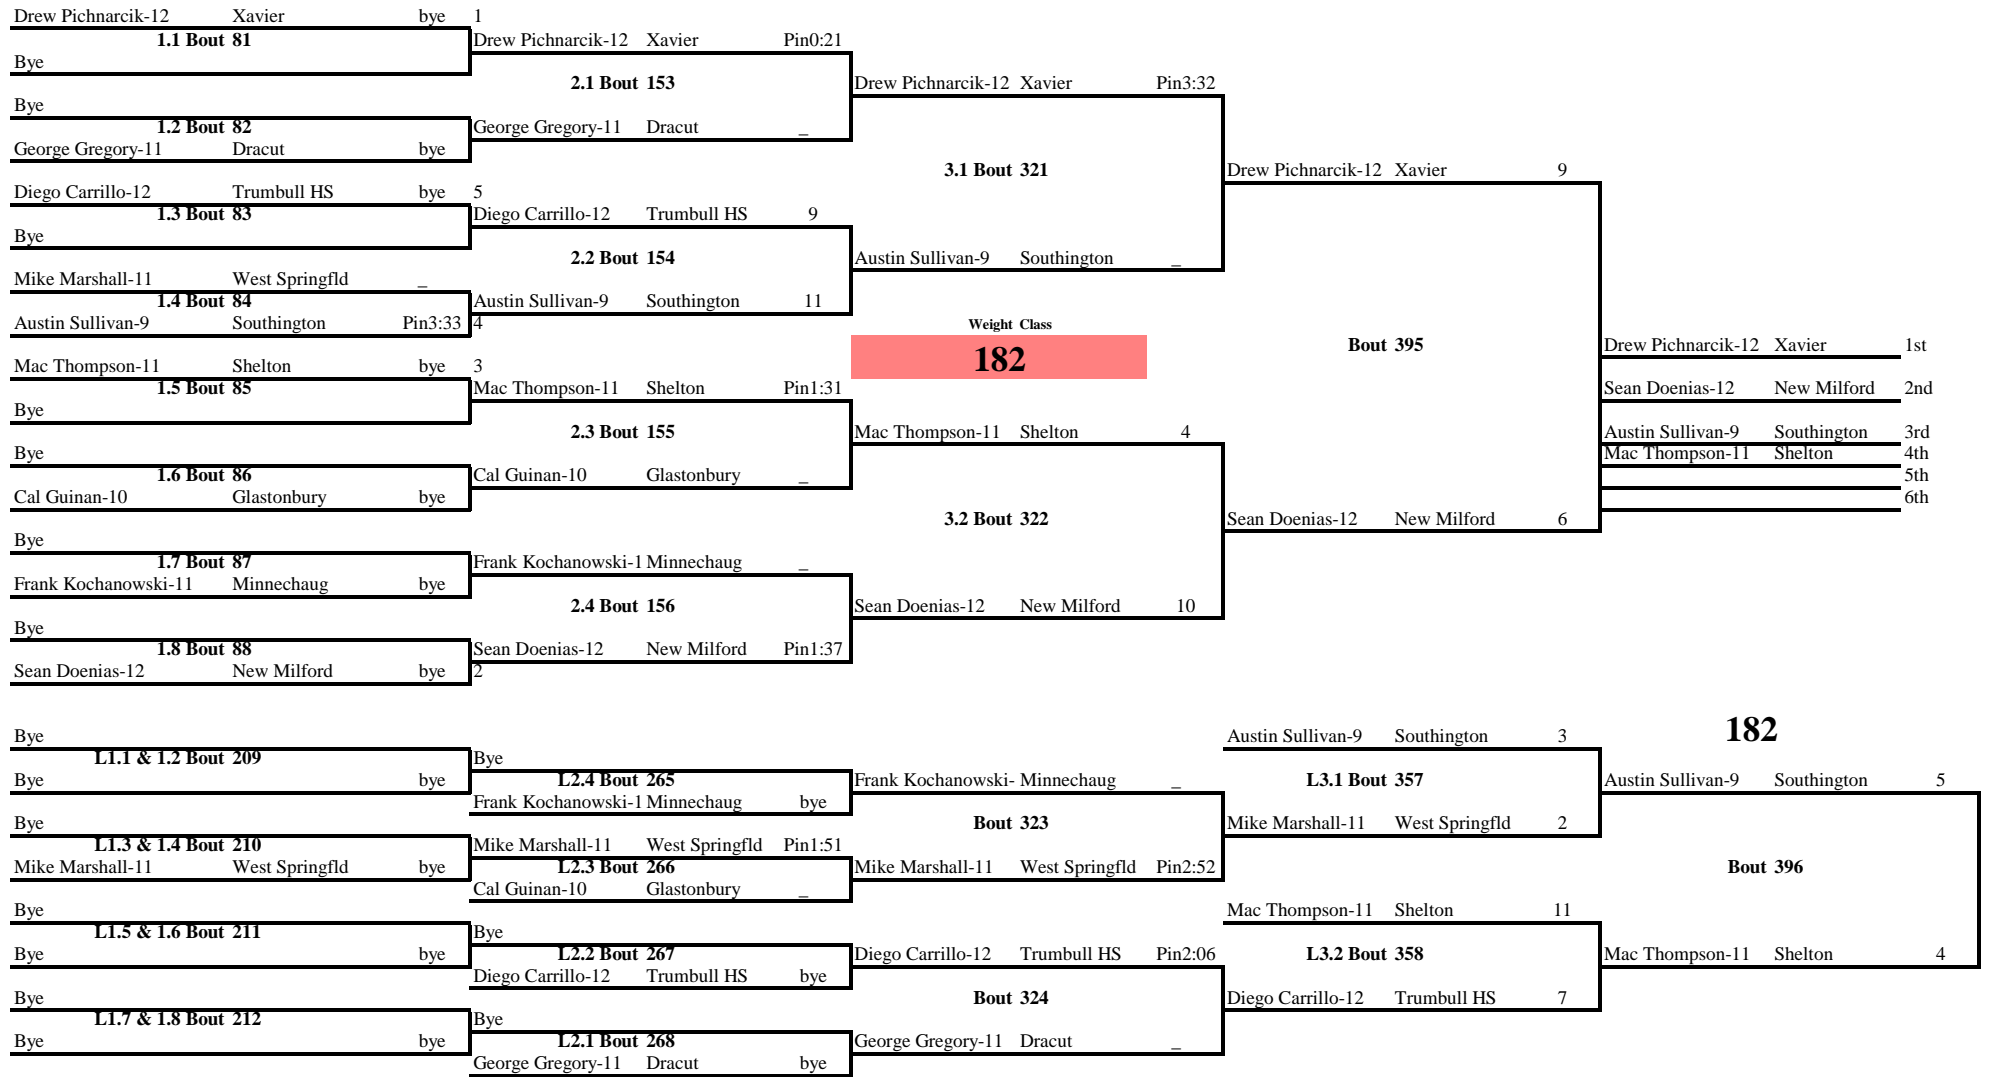 Drew Pichnarcik-12 Xavier bye 1
1.1 Bout 81
Bye
Bye
1.2 Bout 82
George Gregory-11 Dracut bye
Diego Carrillo-12 Trumbull HS bye 5
1.3 Bout 83
Bye
Mike Marshall-11 West Springfld _
1.4 Bout 84
Austin Sullivan-9 Southington Pin3:33 4
Mac Thompson-11 Shelton bye 3
1.5 Bout 85
Bye
Bye
1.6 Bout 86
Cal Guinan-10 Glastonbury bye
Bye
1.7 Bout 87
Frank Kochanowski-11 Minnechaug bye
Bye
1.8 Bout 88
Sean Doenias-12 New Milford bye 2
Drew Pichnarcik-12 Xavier Pin0:21
2.1 Bout 153
George Gregory-11 Dracut _
Diego Carrillo-12 Trumbull HS 9
2.2 Bout 154
Austin Sullivan-9 Southington 11
Mac Thompson-11 Shelton Pin1:31
2.3 Bout 155
Cal Guinan-10 Glastonbury _
Frank Kochanowski-1 Minnechaug _
2.4 Bout 156
Sean Doenias-12 New Milford Pin1:37
Drew Pichnarcik-12 Xavier Pin3:32
3.1 Bout 321
Austin Sullivan-9 Southington _
Weight Class
182
Mac Thompson-11 Shelton 4
3.2 Bout 322
Sean Doenias-12 New Milford 10
Drew Pichnarcik-12 Xavier 9
Bout 395
Sean Doenias-12 New Milford 6
Drew Pichnarcik-12 Xavier 1st
Sean Doenias-12 New Milford 2nd
Austin Sullivan-9 Southington 3rd
Mac Thompson-11 Shelton 4th
5th
6th
Bye
L1.1 & 1.2 Bout 209
Bye bye
Bye
L1.3 & 1.4 Bout 210
Mike Marshall-11 West Springfld bye
Bye
L1.5 & 1.6 Bout 211
Bye bye
Bye
L1.7 & 1.8 Bout 212
Bye bye
Bye
L2.4 Bout 265
Frank Kochanowski-1 Minnechaug bye
Mike Marshall-11 West Springfld Pin1:51
L2.3 Bout 266
Cal Guinan-10 Glastonbury _
Bye
L2.2 Bout 267
Diego Carrillo-12 Trumbull HS bye
Bye
L2.1 Bout 268
George Gregory-11 Dracut bye
Frank Kochanowski- Minnechaug _
Bout 323
Mike Marshall-11 West Springfld Pin2:52
Diego Carrillo-12 Trumbull HS Pin2:06
Bout 324
George Gregory-11 Dracut _
Austin Sullivan-9 Southington 3
L3.1 Bout 357
Mike Marshall-11 West Springfld 2
Mac Thompson-11 Shelton 11
L3.2 Bout 358
Diego Carrillo-12 Trumbull HS 7
182
Austin Sullivan-9 Southington 5
Bout 396
Mac Thompson-11 Shelton 4